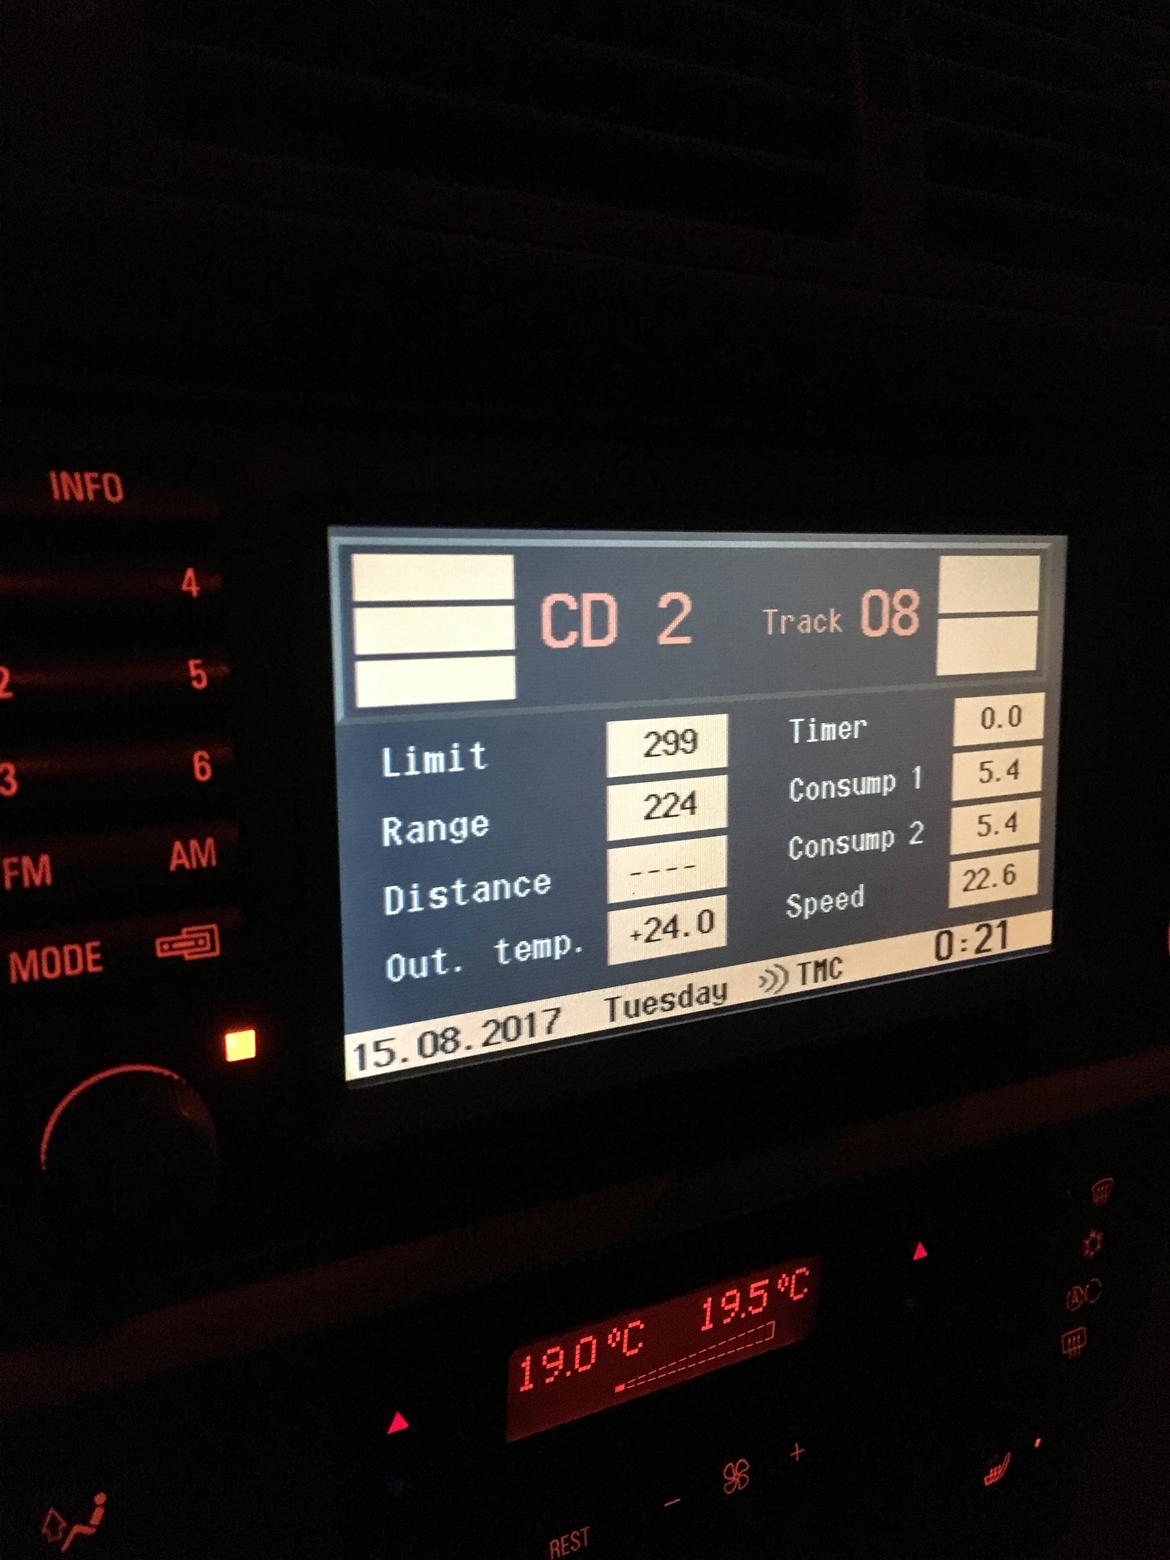 INFO
4
2 5
3 6
FM AM
MODE
CD 2 Track 08
Limit 299
Range 224
Distance ----
Out. temp. +24.0
Timer 0.0
Consump 1 5.4
Consump 2 5.4
Speed 22.6
15.08.2017 Tuesday TMC 0:21
19.0 °C 19.5 °C
A
- +
REST